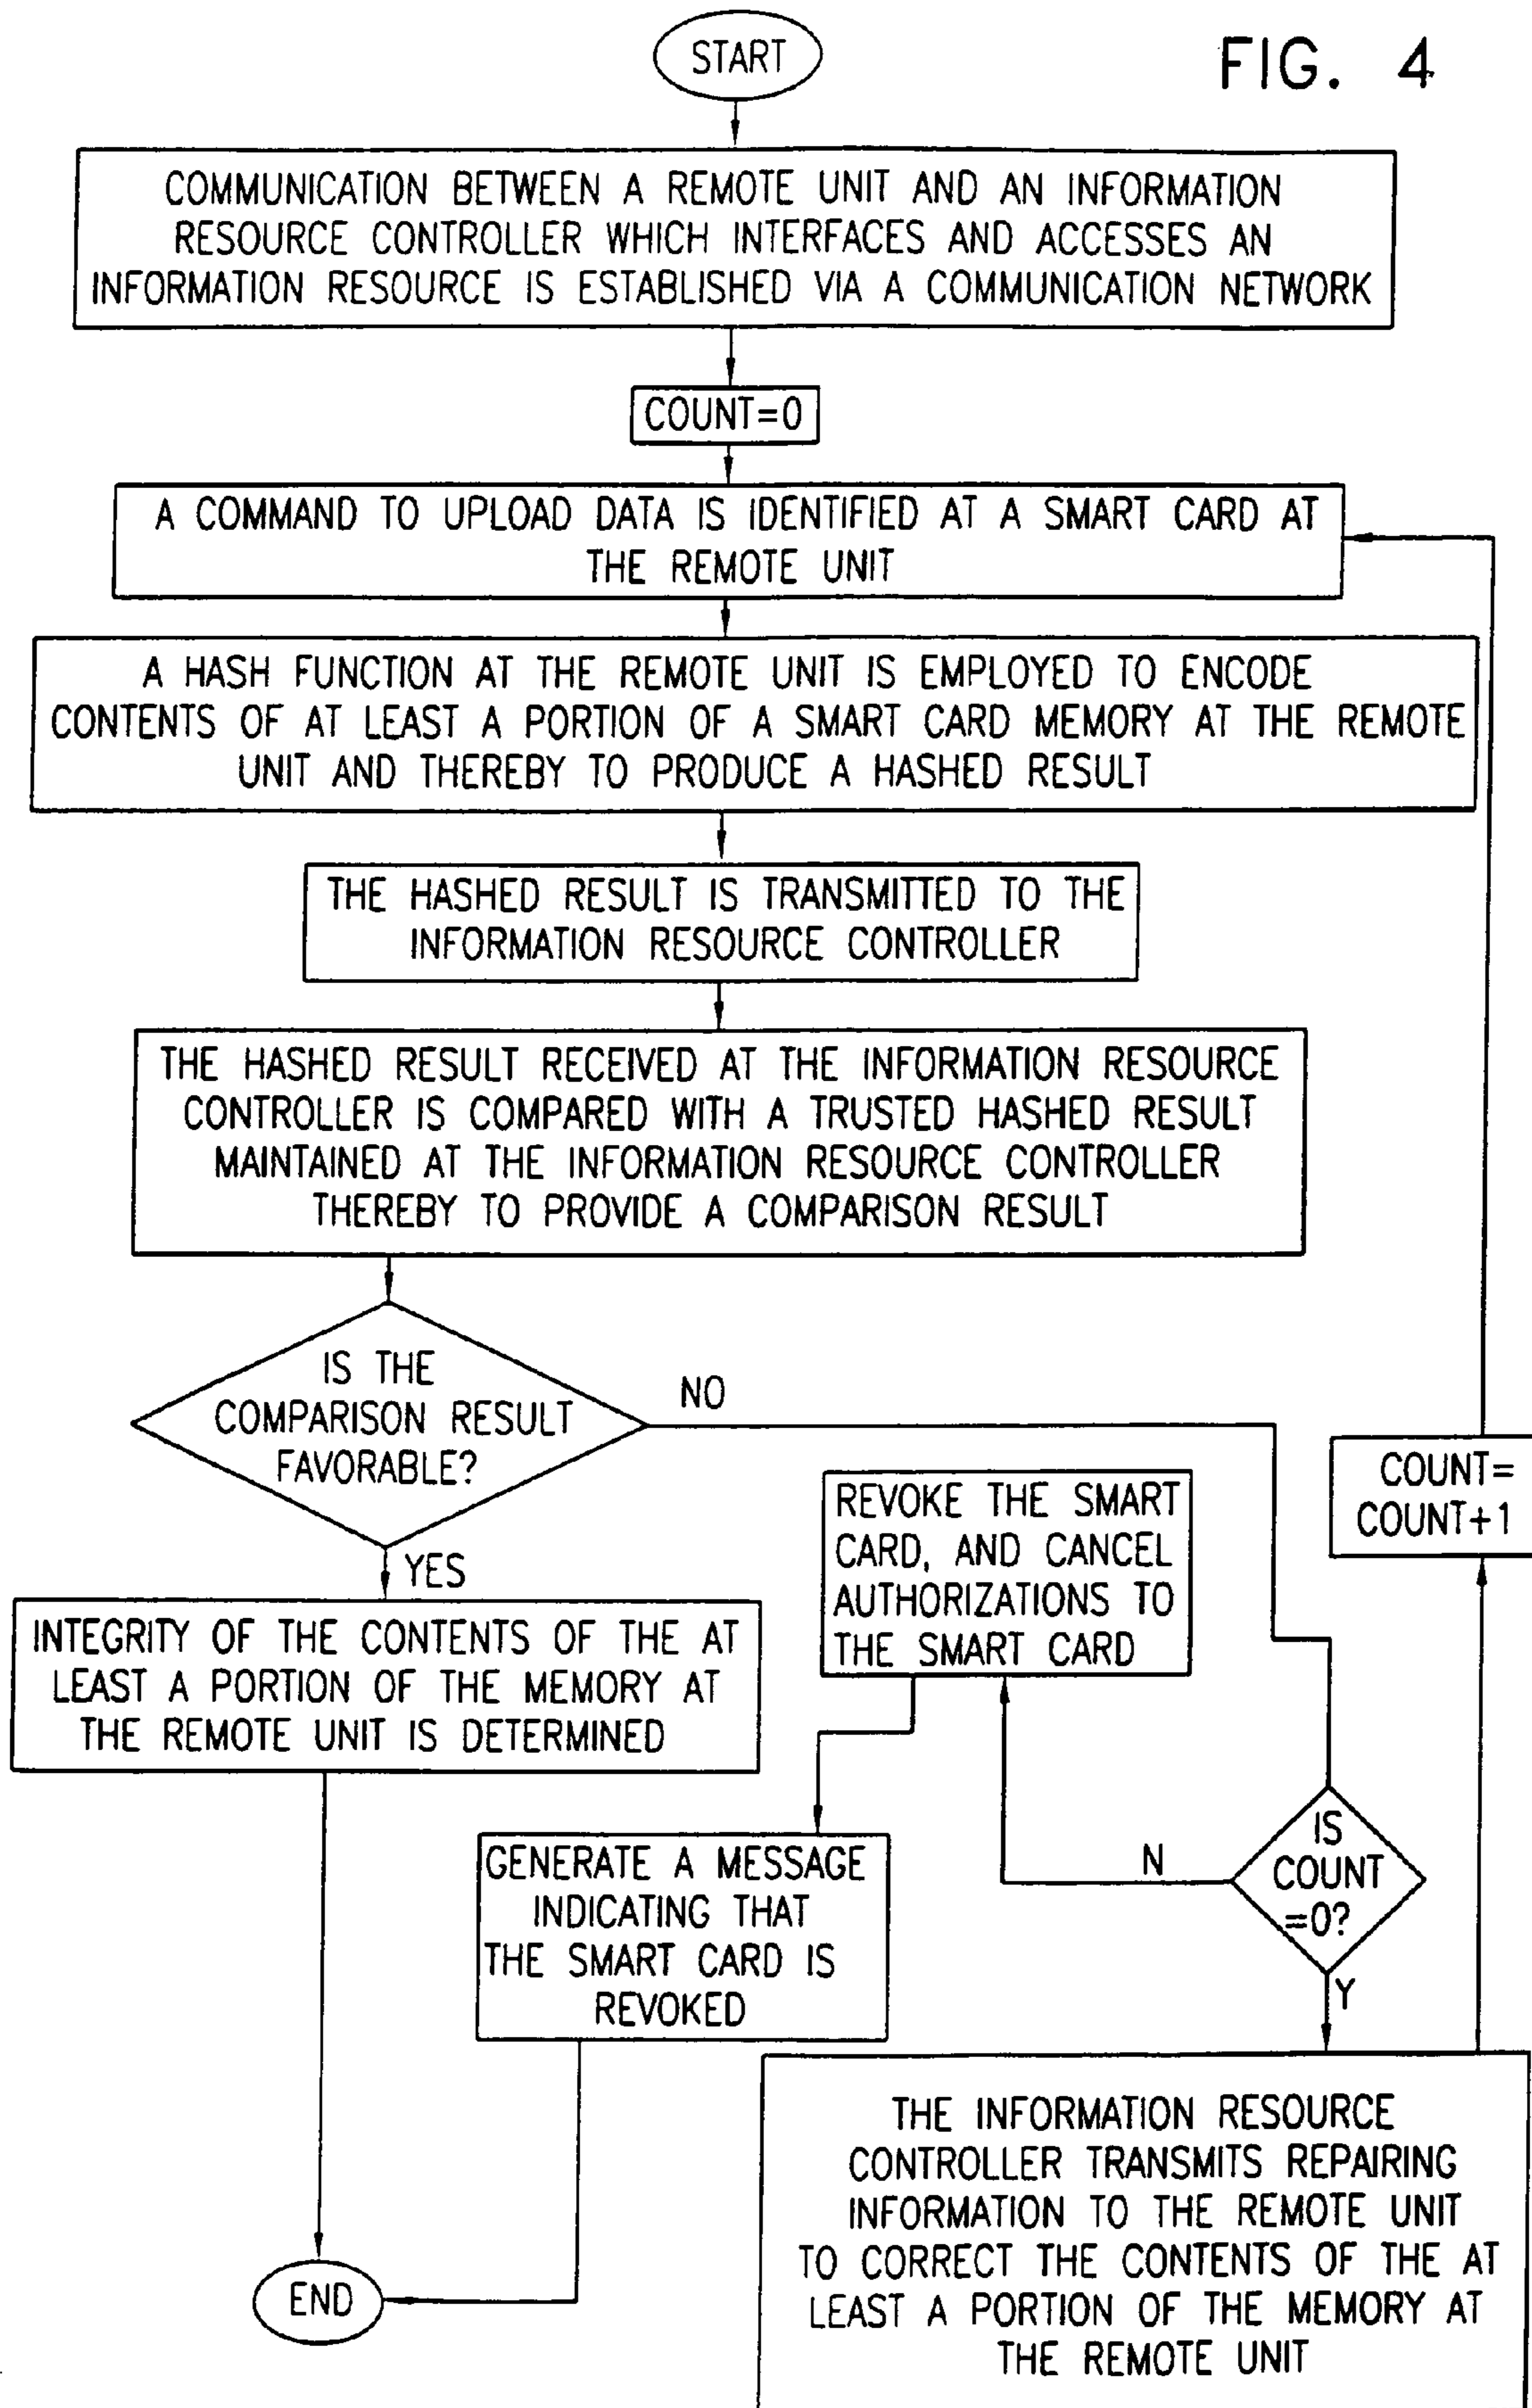 START
FIG. 4
COMMUNICATION BETWEEN A REMOTE UNIT AND AN INFORMATION
RESOURCE CONTROLLER WHICH INTERFACES AND ACCESSES AN
INFORMATION RESOURCE IS ESTABLISHED VIA A COMMUNICATION NETWORK
COUNT=0
A COMMAND TO UPLOAD DATA IS IDENTIFIED AT A SMART CARD AT
THE REMOTE UNIT
A HASH FUNCTION AT THE REMOTE UNIT IS EMPLOYED TO ENCODE
CONTENTS OF AT LEAST A PORTION OF A SMART CARD MEMORY AT THE REMOTE
UNIT AND THEREBY TO PRODUCE A HASHED RESULT
THE HASHED RESULT IS TRANSMITTED TO THE
INFORMATION RESOURCE CONTROLLER
THE HASHED RESULT RECEIVED AT THE INFORMATION RESOURCE
CONTROLLER IS COMPARED WITH A TRUSTED HASHED RESULT
MAINTAINED AT THE INFORMATION RESOURCE CONTROLLER
THEREBY TO PROVIDE A COMPARISON RESULT
IS THE
COMPARISON RESULT
FAVORABLE?
NO
YES
COUNT=
COUNT+1
REVOKE THE SMART
CARD, AND CANCEL
AUTHORIZATIONS TO
THE SMART CARD
INTEGRITY OF THE CONTENTS OF THE AT
LEAST A PORTION OF THE MEMORY AT
THE REMOTE UNIT IS DETERMINED
IS
COUNT
=0?
N
Y
GENERATE A MESSAGE
INDICATING THAT
THE SMART CARD IS
REVOKED
THE INFORMATION RESOURCE
CONTROLLER TRANSMITS REPAIRING
INFORMATION TO THE REMOTE UNIT
TO CORRECT THE CONTENTS OF THE AT
LEAST A PORTION OF THE MEMORY AT
THE REMOTE UNIT
END